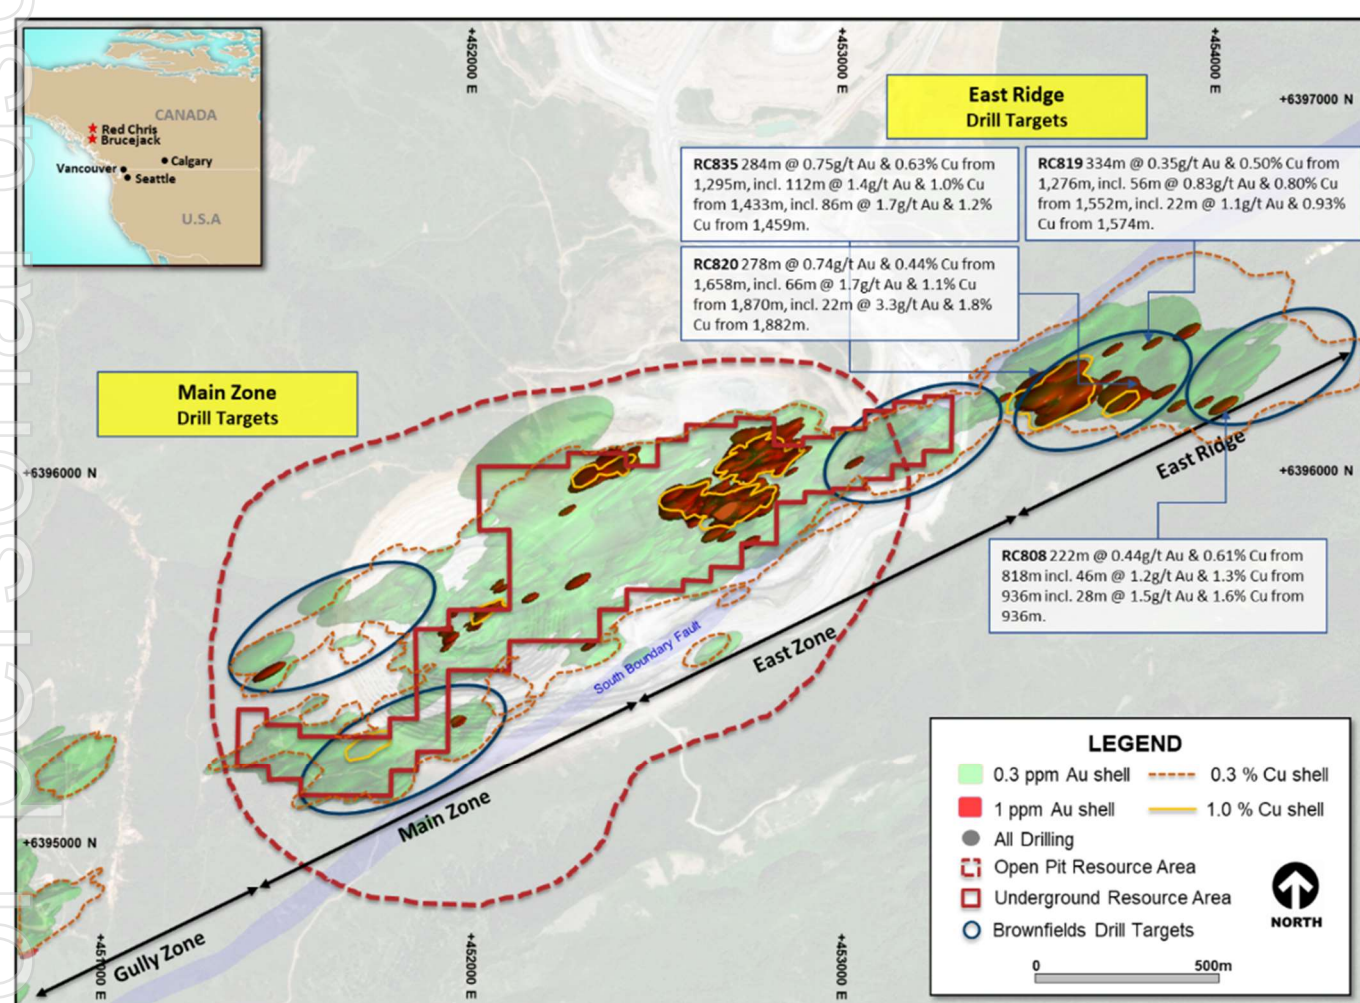 CANADA
Red Chris
Brucejack
Calgary
Vancouver
Seattle
U.S.A
+452000 E
+453000 E
+454000 E
+6397000 N
East Ridge
Drill Targets
RC835 284m @ 0.75g/t Au & 0.63% Cu from
1,295m, incl. 112m @ 1.4g/t Au & 1.0% Cu
from 1,433m, incl. 86m @ 1.7g/t Au & 1.2%
Cu from 1,459m.
RC819 334m @ 0.35g/t Au & 0.50% Cu from
1,276m, incl. 56m @ 0.83g/t Au & 0.80% Cu
from 1,552m, incl. 22m @ 1.1g/t Au & 0.93%
Cu from 1,574m.
RC820 278m @ 0.74g/t Au & 0.44% Cu from
1,658m, incl. 66m @ 1.7g/t Au & 1.1% Cu
from 1,870m, incl. 22m @ 3.3g/t Au & 1.8%
Cu from 1,882m.
Main Zone
Drill Targets
+6396000 N
+6396000 N
East Ridge
RC808 222m @ 0.44g/t Au & 0.61% Cu from
818m incl. 46m @ 1.2g/t Au & 1.3% Cu from
936m incl. 28m @ 1.5g/t Au & 1.6% Cu from
936m.
South Boundary Fault
East Zone
Main Zone
+6395000 N
Gully Zone
+451000 E
+452000 E
+453000 E
LEGEND
0.3 ppm Au shell
0.3 % Cu shell
1 ppm Au shell
1.0 % Cu shell
All Drilling
Open Pit Resource Area
Underground Resource Area
Brownfields Drill Targets
NORTH
0 500m